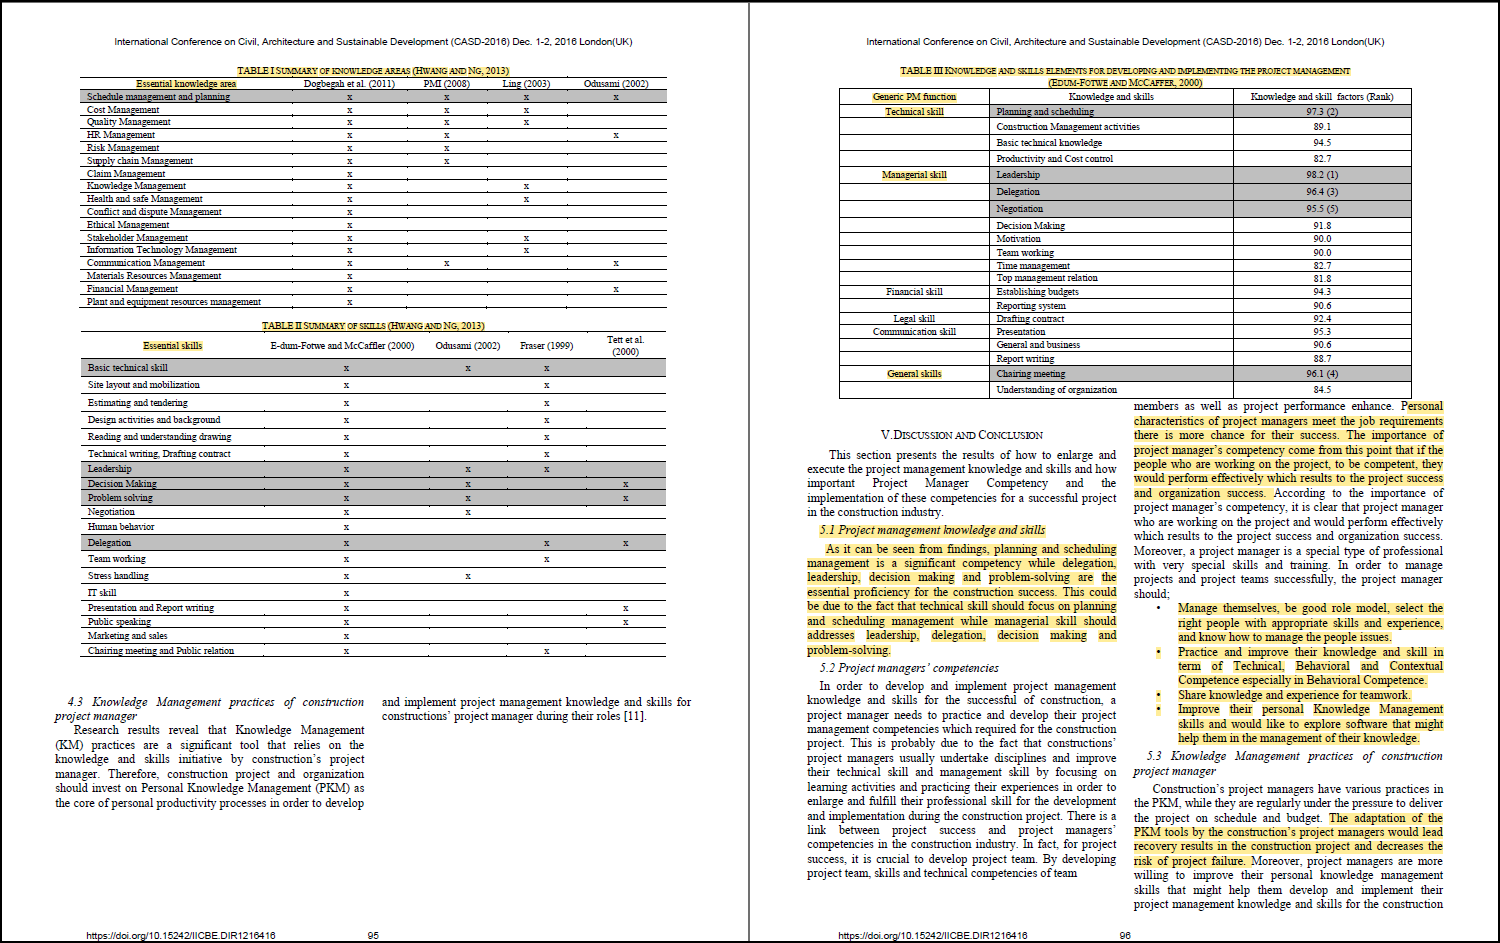 International Conference on Civil, Architecture and Sustainable Development (CASD-2016) Dec. 1-2, 2016 London(UK)
TABLE I SUMMARY OF KNOWLEDGE AREAS (HWANG AND NG, 2013)
Essential knowledge area Dogbegah et al. (2011) PMI (2008) Ling (2003) Odusami (2002)
Schedule management and planning x x x x
Cost Management x x x
Quality Management x x x
HR Management x x x
Risk Management x x
Supply chain Management x x
Claim Management x
Knowledge Management x x
Health and safe Management x x
Conflict and dispute Management x
Ethical Management x
Stakeholder Management x x
Information Technology Management x x
Communication Management x x x
Materials Resources Management x
Financial Management x x
Plant and equipment resources management x
TABLE II SUMMARY OF SKILLS (HWANG AND NG, 2013)
Essential skills E-dum-Fotwe and McCaffler (2000) Odusami (2002) Fraser (1999) Tett et al.
(2000)
Basic technical skill x x x
Site layout and mobilization x x
Estimating and tendering x x
Design activities and background x x
Reading and understanding drawing x x
Technical writing, Drafting contract x x
Leadership x x x
Decision Making x x x
Problem solving x x x
Negotiation x x
Human behavior x
Delegation x x x
Team working x x
Stress handling x x
IT skill x
Presentation and Report writing x x
Public speaking x x
Marketing and sales x
Chairing meeting and Public relation x x
4.3 Knowledge Management practices of construction
project manager
Research results reveal that Knowledge Management
(KM) practices are a significant tool that relies on the
knowledge and skills initiative by construction's project
manager. Therefore, construction project and organization
should invest on Personal Knowledge Management (PKM) as
the core of personal productivity processes in order to develop
and implement project management knowledge and skills for
constructions' project manager during their roles [11].
https://doi.org/10.15242/IICBE.DIR1216416 95
International Conference on Civil, Architecture and Sustainable Development (CASD-2016) Dec. 1-2, 2016 London(UK)
TABLE III KNOWLEDGE AND SKILLS ELEMENTS FOR DEVELOPING AND IMPLEMENTING THE PROJECT MANAGEMENT
(EDUM-FOTWE AND MCCAFFER, 2000)
Generic PM function Knowledge and skills Knowledge and skill factors (Rank)
Technical skill Planning and scheduling 97.3 (2)
Construction Management activities 89.1
Basic technical knowledge 94.5
Productivity and Cost control 82.7
Managerial skill Leadership 98.2 (1)
Delegation 96.4 (3)
Negotiation 95.5 (5)
Decision Making 91.8
Motivation 90.0
Team working 90.0
Time management 82.7
Top management relation 81.8
Financial skill Establishing budgets 94.3
Reporting system 90.6
Legal skill Drafting contract 92.4
Communication skill Presentation 95.3
General and business 90.6
Report writing 88.7
General skills Chairing meeting 96.1 (4)
Understanding of organization 84.5
V.DISCUSSION AND CONCLUSION
This section presents the results of how to enlarge and
execute the project management knowledge and skills and how
important Project Manager Competency and the
implementation of these competencies for a successful project
in the construction industry.
5.1 Project management knowledge and skills
As it can be seen from findings, planning and scheduling
management is a significant competency while delegation,
leadership, decision making and problem-solving are the
essential proficiency for the construction success. This could
be due to the fact that technical skill should focus on planning
and scheduling management while managerial skill should
addresses leadership, delegation, decision making and
problem-solving.
5.2 Project managers' competencies
In order to develop and implement project management
knowledge and skills for the successful of construction, a
project manager needs to practice and develop their project
management competencies which required for the construction
project. This is probably due to the fact that constructions'
project managers usually undertake disciplines and improve
their technical skill and management skill by focusing on
learning activities and practicing their experiences in order to
enlarge and fulfill their professional skill for the development
and implementation during the construction project. There is a
link between project success and project managers'
competencies in the construction industry. In fact, for project
success, it is crucial to develop project team. By developing
project team, skills and technical competencies of team
members as well as project performance enhance. Personal
characteristics of project managers meet the job requirements
there is more chance for their success. The importance of
project manager's competency come from this point that if the
people who are working on the project, to be competent, they
would perform effectively which results to the project success
and organization success. According to the importance of
project manager's competency, it is clear that project manager
who are working on the project and would perform effectively
which results to the project success and organization success.
Moreover, a project manager is a special type of professional
with very special skills and training. In order to manage
projects and project teams successfully, the project manager
should;
• Manage themselves, be good role model, select the
right people with appropriate skills and experience,
and know how to manage the people issues.
• Practice and improve their knowledge and skill in
term of Technical, Behavioral and Contextual
Competence especially in Behavioral Competence.
• Share knowledge and experience for teamwork.
• Improve their personal Knowledge Management
skills and would like to explore software that might
help them in the management of their knowledge.
5.3 Knowledge Management practices of construction
project manager
Construction's project managers have various practices in
the PKM, while they are regularly under the pressure to deliver
the project on schedule and budget. The adaptation of the
PKM tools by the construction's project managers would lead
recovery results in the construction project and decreases the
risk of project failure. Moreover, project managers are more
willing to improve their personal knowledge management
skills that might help them develop and implement their
project management knowledge and skills for the construction
https://doi.org/10.15242/IICBE.DIR1216416 96